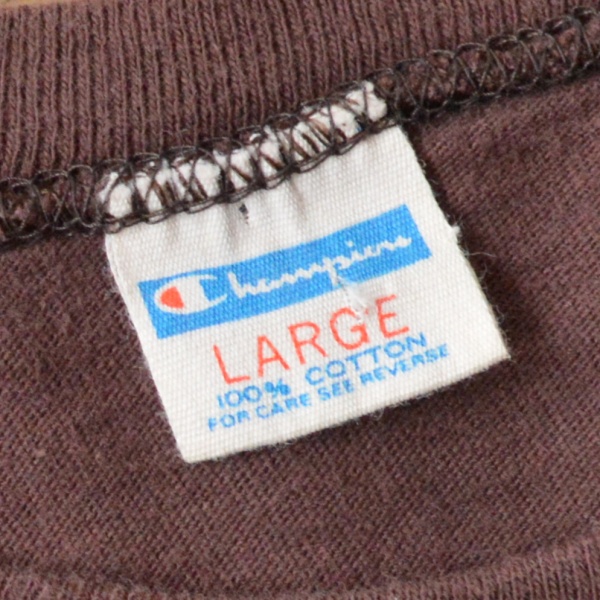 Champion
LARGE
100% COTTON
FOR CARE SEE REVERSE